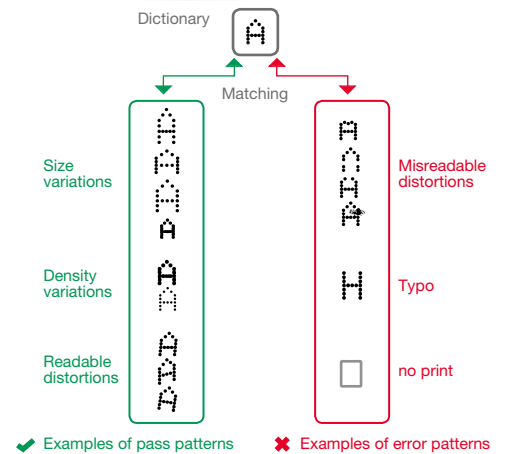 Dictionary
A
Matching
Size
variations
A
A
A
A
Density
variations
A
A
Readable
distortions
A
A
A
Misreadable
distortions
A
A
A
Typo
H
no print
Examples of pass patterns
Examples of error patterns